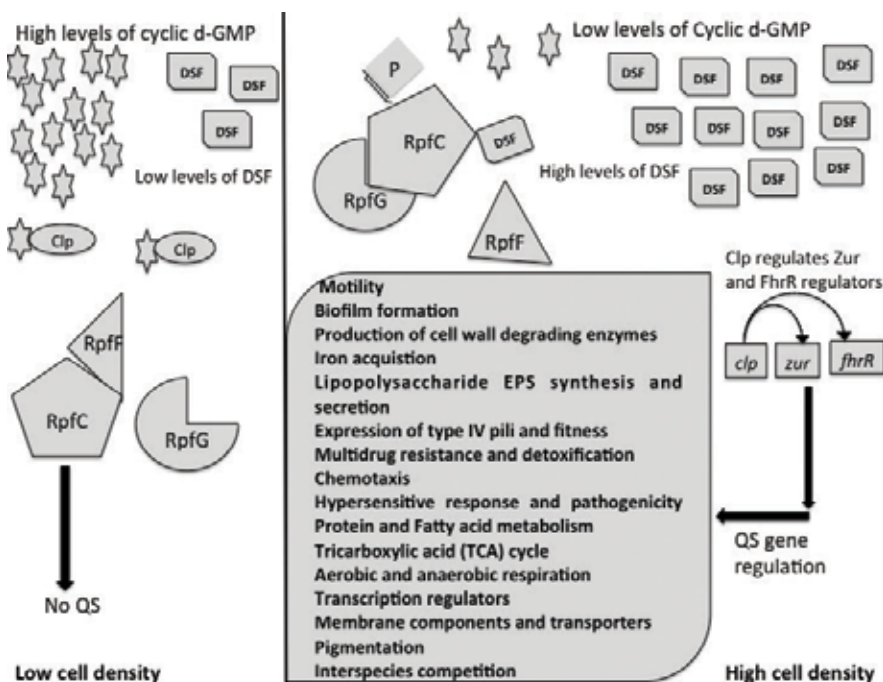 High levels of cyclic d-GMP
DSF
DSF
DSF
Low levels of DSF
Clp
Clp
RpfF
RpfC
RpfG
No QS
Low cell density
Low levels of Cyclic d-GMP
P
RpfC
DSF
RpfG
RpfF
DSF
DSF
DSF
DSF
DSF
DSF
DSF
DSF
High levels of DSF
DSF
DSF
DSF
Motility
Biofilm formation
Production of cell wall degrading enzymes
Iron acquistion
Lipopolysaccharide EPS synthesis and
secretion
Expression of type IV pili and fitness
Multidrug resistance and detoxification
Chemotaxis
Hypersensitive response and pathogenicity
Protein and Fatty acid metabolism
Tricarboxylic acid (TCA) cycle
Aerobic and anaerobic respiration
Transcription regulators
Membrane components and transporters
Pigmentation
Interspecies competition
Clp regulates Zur
and FhrR regulators
clp zur fhrR
QS gene
regulation
High cell density